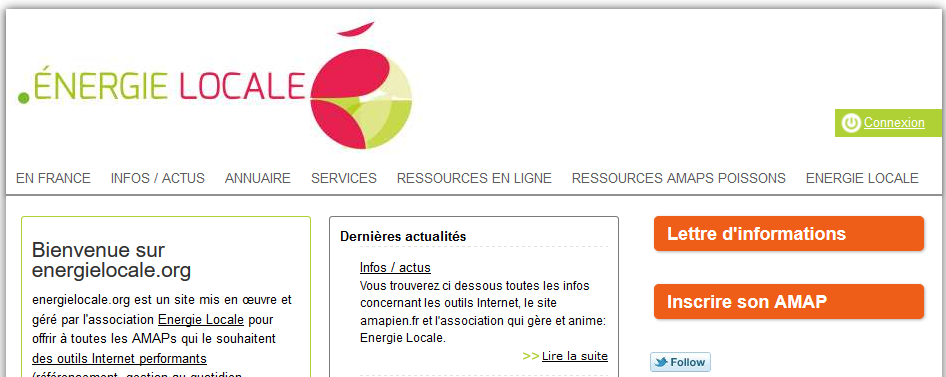 .ÉNERGIE LOCALE
Connexion
EN FRANCE INFOS / ACTUS ANNUAIRE SERVICES RESSOURCES EN LIGNE RESSOURCES AMAPS POISSONS ENERGIE LOCALE
Bienvenue sur
energielocale.org
energielocale.org est un site mis en œuvre et
géré par l'association Energie Locale pour
offrir à toutes les AMAPs qui le souhaitent
des outils Internet performants
(référencement, gestion au quotidien
Dernières actualités
Infos / actus
Vous trouverez ci dessous toutes les infos
concernant les outils Internet, le site
amapien.fr et l'association qui gère et anime:
Energie Locale.
>> Lire la suite
Lettre d'informations
Inscrire son AMAP
Follow